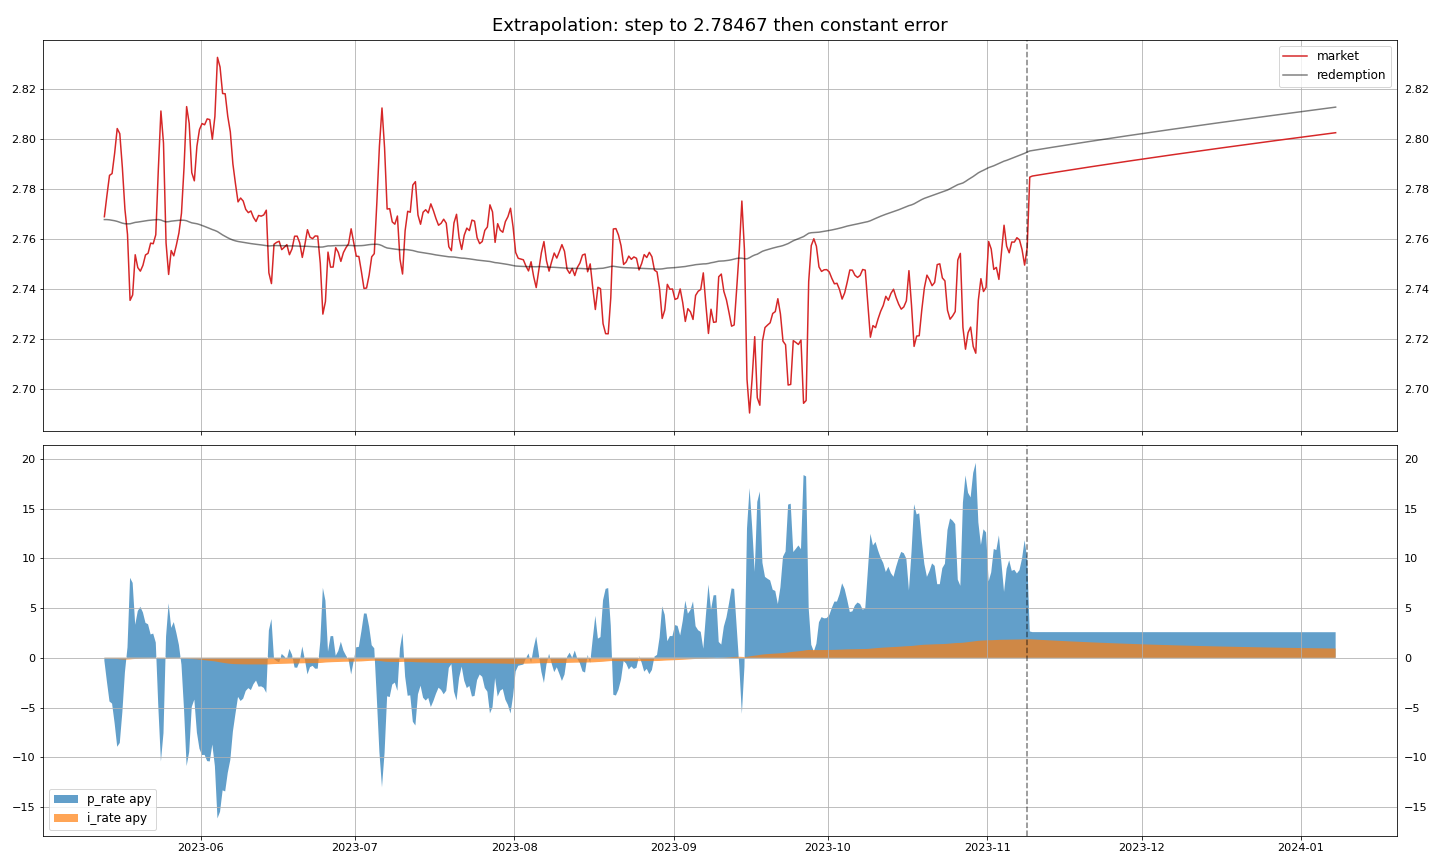 Extrapolation: step to 2.78467 then constant error
market
redemption
2.82 2.82
2.80 2.80
2.78 2.78
2.76 2.76
2.74 2.74
2.72 2.72
2.70 2.70
20 20
15 15
10 10
5 5
0 0
−5 −5
−10 −10
−15 −15
p_rate apy
i_rate apy
2023-06 2023-07 2023-08 2023-09 2023-10 2023-11 2023-12 2024-01